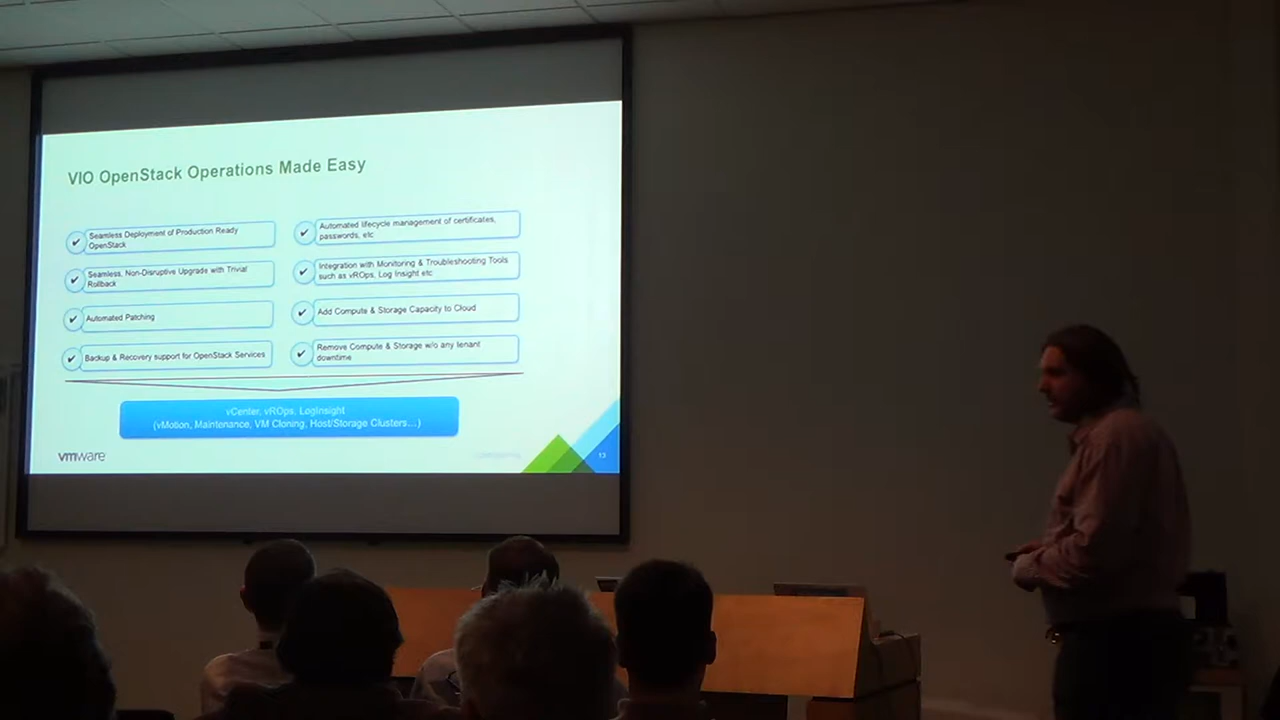 VIO OpenStack Operations Made Easy
Seamless Deployment of Production Ready
OpenStack
Seamless, Non-Disruptive Upgrade with Trivial
Rollback
Automated Patching
Backup & Recovery support for OpenStack Services
Automated lifecycle management of certificates,
passwords, etc
Integration with Monitoring & Troubleshooting Tools
such as vROps, Log Insight etc
Add Compute & Storage Capacity to Cloud
Remove Compute & Storage w/o any tenant
downtime
vCenter, vROps, LogInsight
(vMotion, Maintenance, VM Cloning, Host/Storage Clusters…)
vmware
13